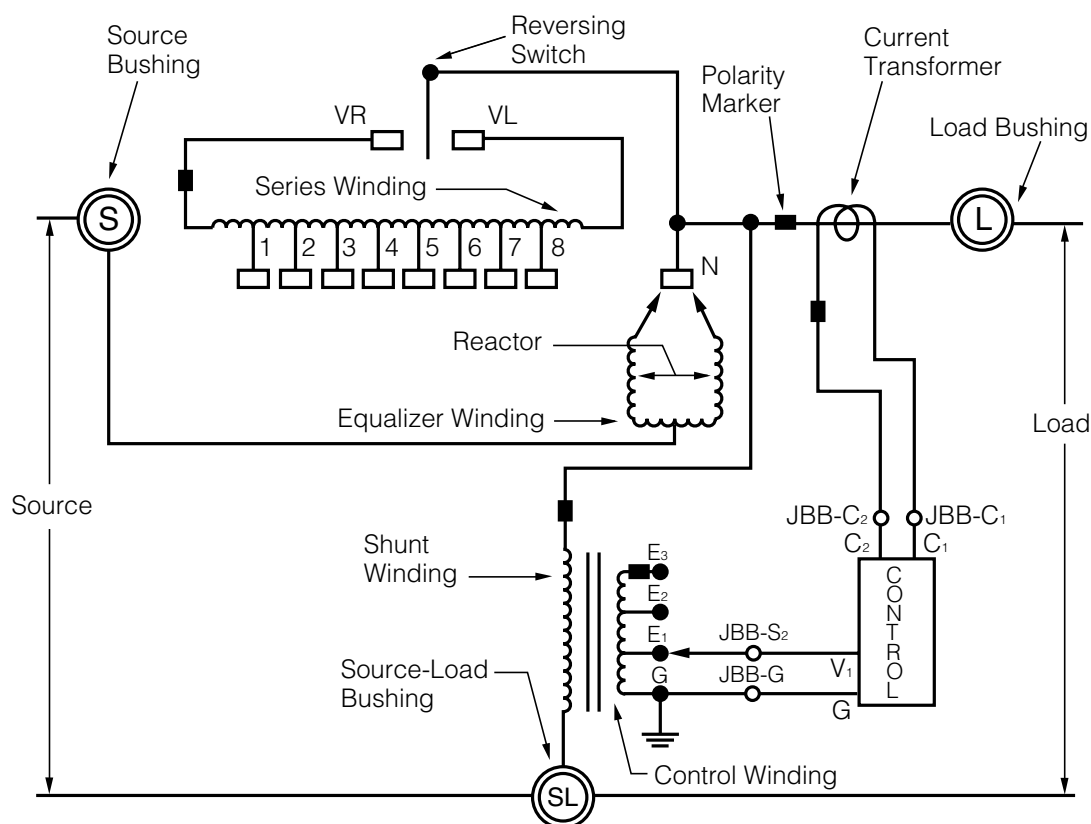 Source
Bushing
Reversing
Switch
Current
Transformer
Polarity
Marker
Load Bushing
VR
VL
Series Winding
S
L
1 2 3 4 5 6 7 8
N
Reactor
Equalizer Winding
Load
Source
JBB-C₂
JBB-C₁
C₂
C₁
Shunt
Winding
E₃
E₂
E₁
JBB-S₂
V₁
CONTROL
G
JBB-G
G
Source-Load
Bushing
Control Winding
SL